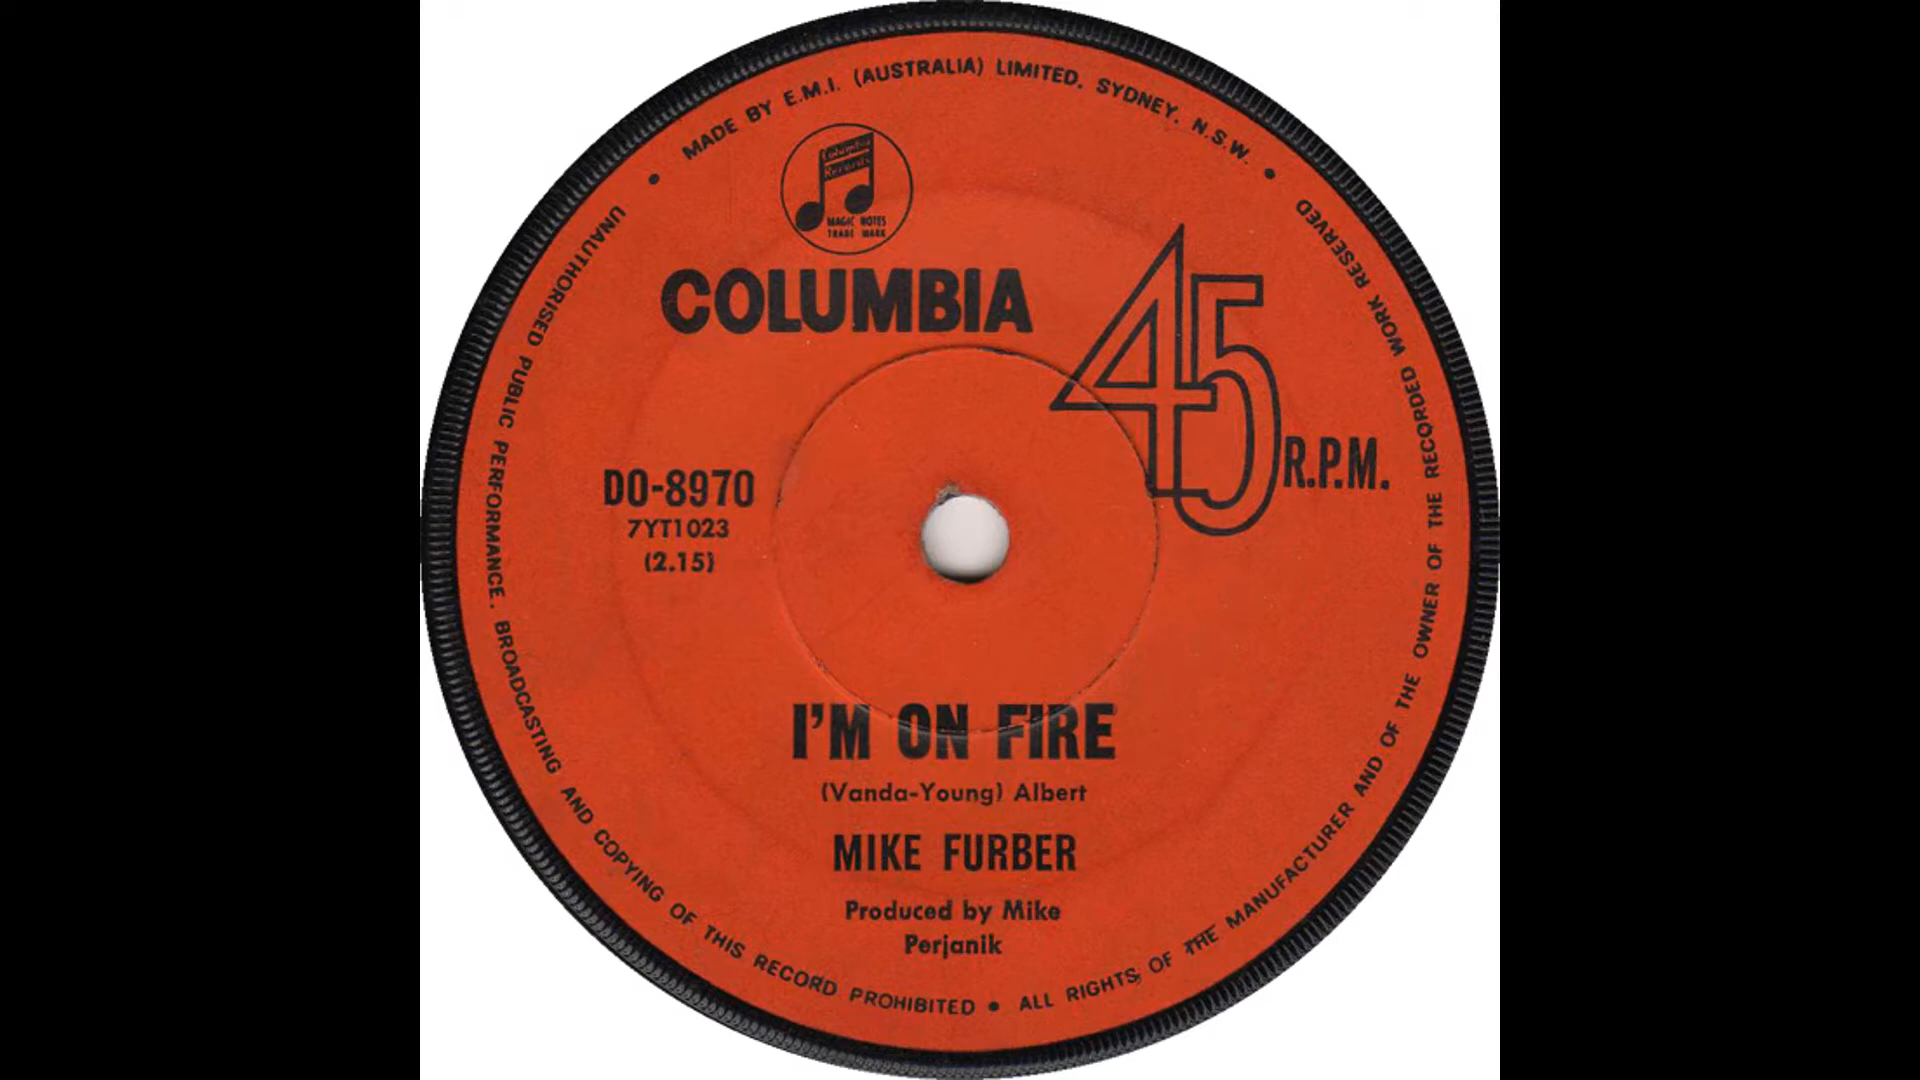 MADE BY E.M.I. (AUSTRALIA) LIMITED. SYDNEY. N.S.W.
Columbia
Records
MAGIC NOTES
TRADE MARK
COLUMBIA
45 R.P.M.
DO-8970
7YT1023
(2.15)
I'M ON FIRE
(Vanda-Young) Albert
MIKE FURBER
Produced by Mike
Perjanik
ALL RIGHTS OF THE MANUFACTURER AND OF THE OWNER OF THE RECORDED WORK RESERVED
UNAUTHORISED PUBLIC PERFORMANCE. BROADCASTING AND COPYING OF THIS RECORD PROHIBITED